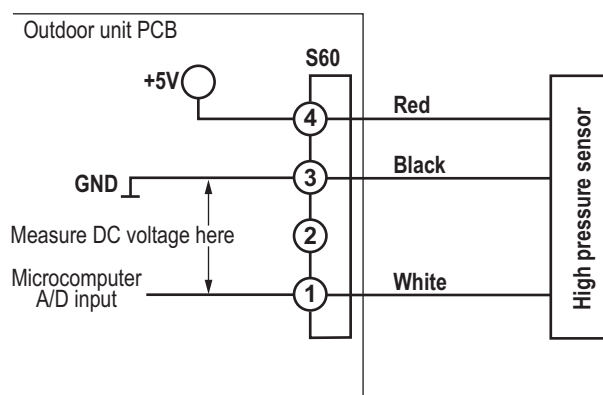 Outdoor unit PCB
S60
+5V
4
Red
GND
3
Black
Measure DC voltage here
2
Microcomputer
A/D input
1
White
High pressure sensor